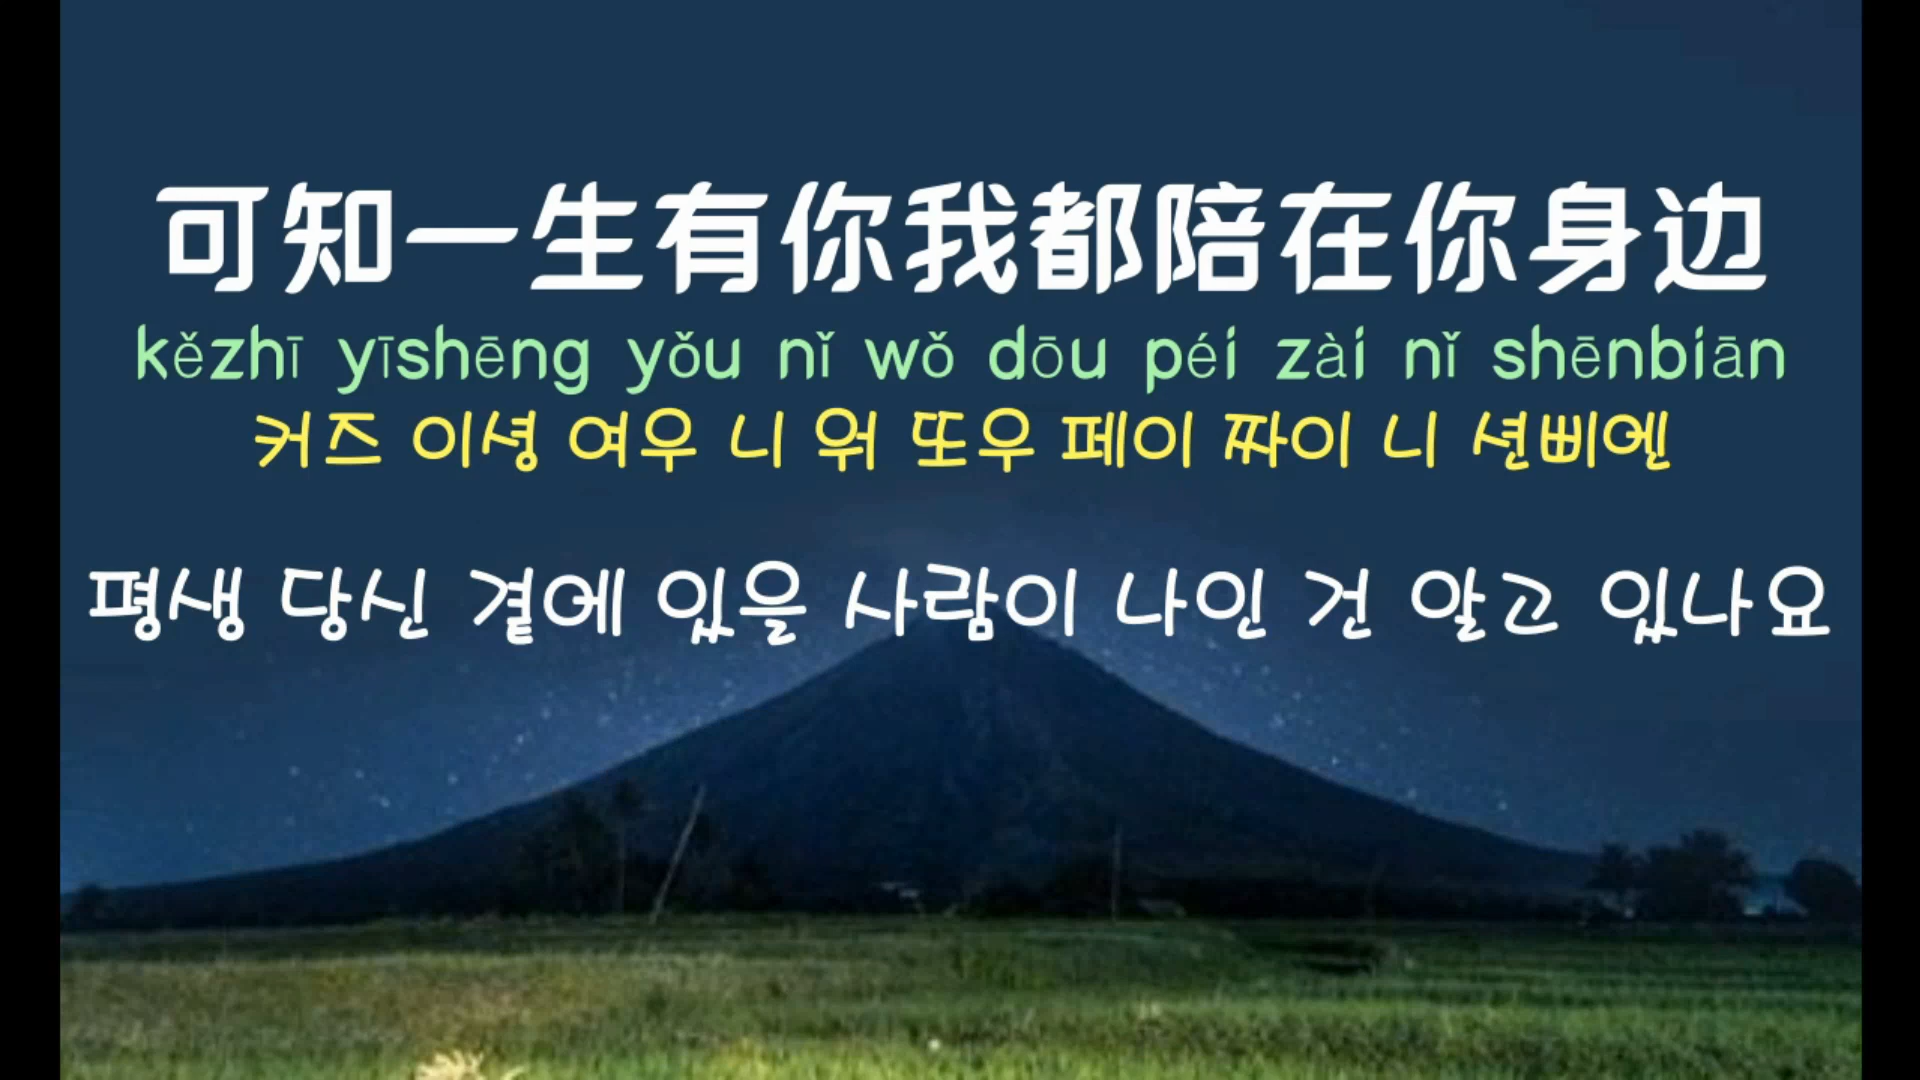 可知一生有你我都陪在你身边
kězhī yīshēng yǒu nǐ wǒ dōu péi zài nǐ shēnbiān
커즈 이셩 여우 니 워 또우 페이 짜이 니 션삐엔
평생 당신 곁에 있을 사람이 나인 건 알고 있나요